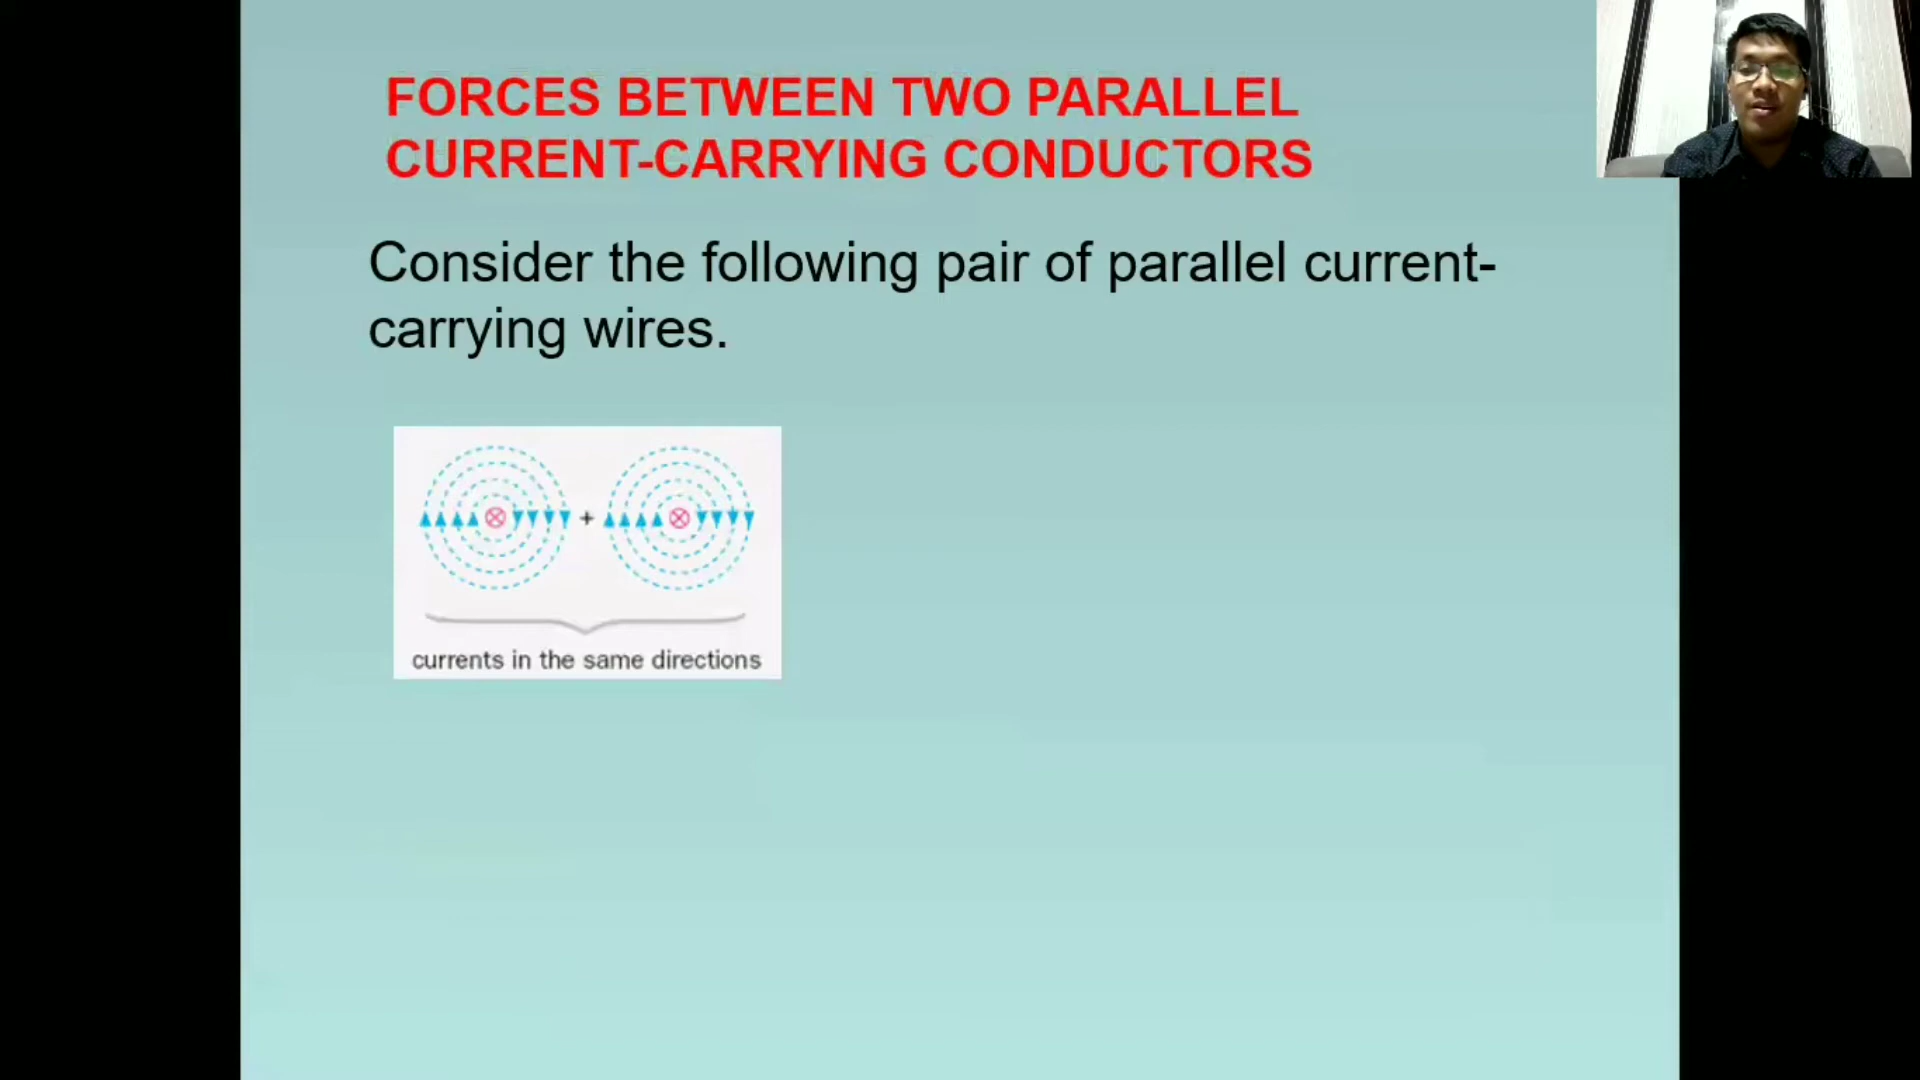 FORCES BETWEEN TWO PARALLEL
CURRENT-CARRYING CONDUCTORS
Consider the following pair of parallel current-
carrying wires.
+
currents in the same directions